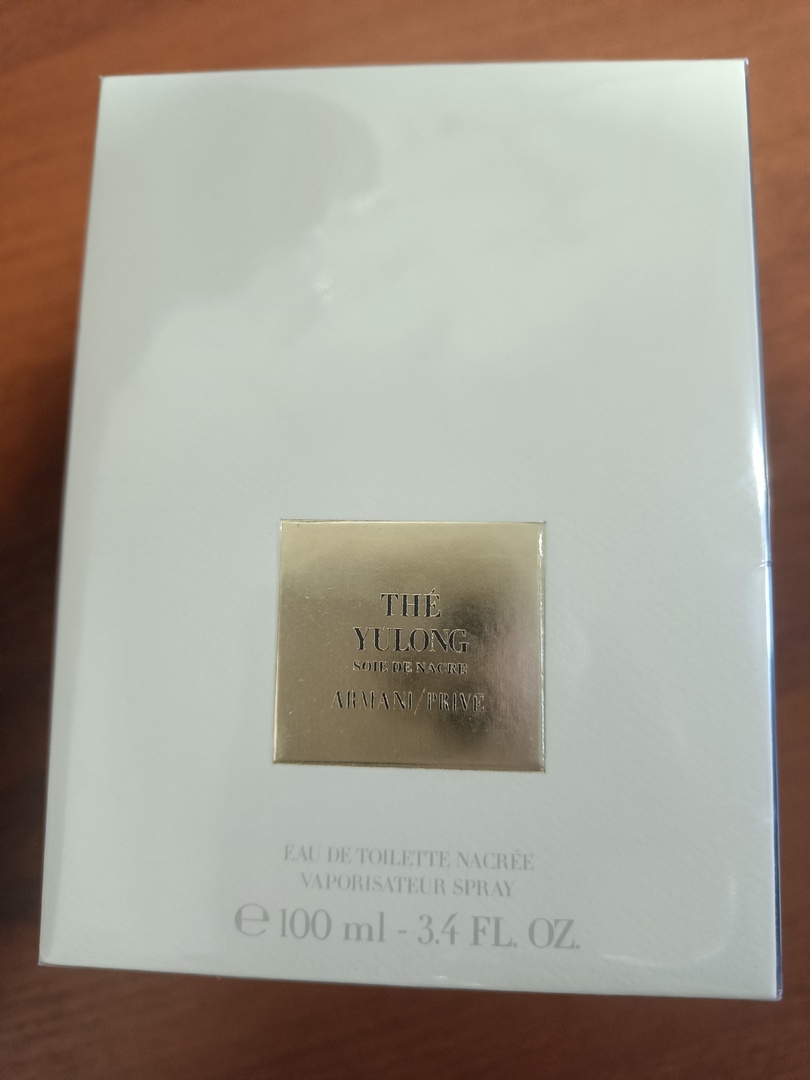 THÉ
YULONG
SOIE DE NACRE
ARMANI/PRIVÉ
EAU DE TOILETTE NACRÉE
VAPORISATEUR SPRAY
℮ 100 ml - 3.4 FL. OZ.